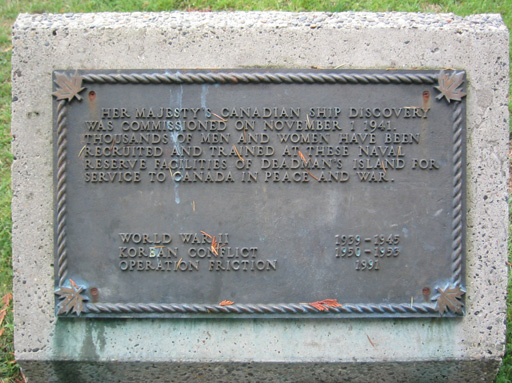 HER MAJESTY'S CANADIAN SHIP DISCOVERY
WAS COMMISSIONED ON NOVEMBER 1, 1941.
THOUSANDS OF MEN AND WOMEN HAVE BEEN
RECRUITED AND TRAINED AT THESE NAVAL
RESERVE FACILITIES OF DEADMAN'S ISLAND FOR
SERVICE TO CANADA IN PEACE AND WAR.
WORLD WAR II 1939-1945
KOREAN CONFLICT 1950-1955
OPERATION FRICTION 1991